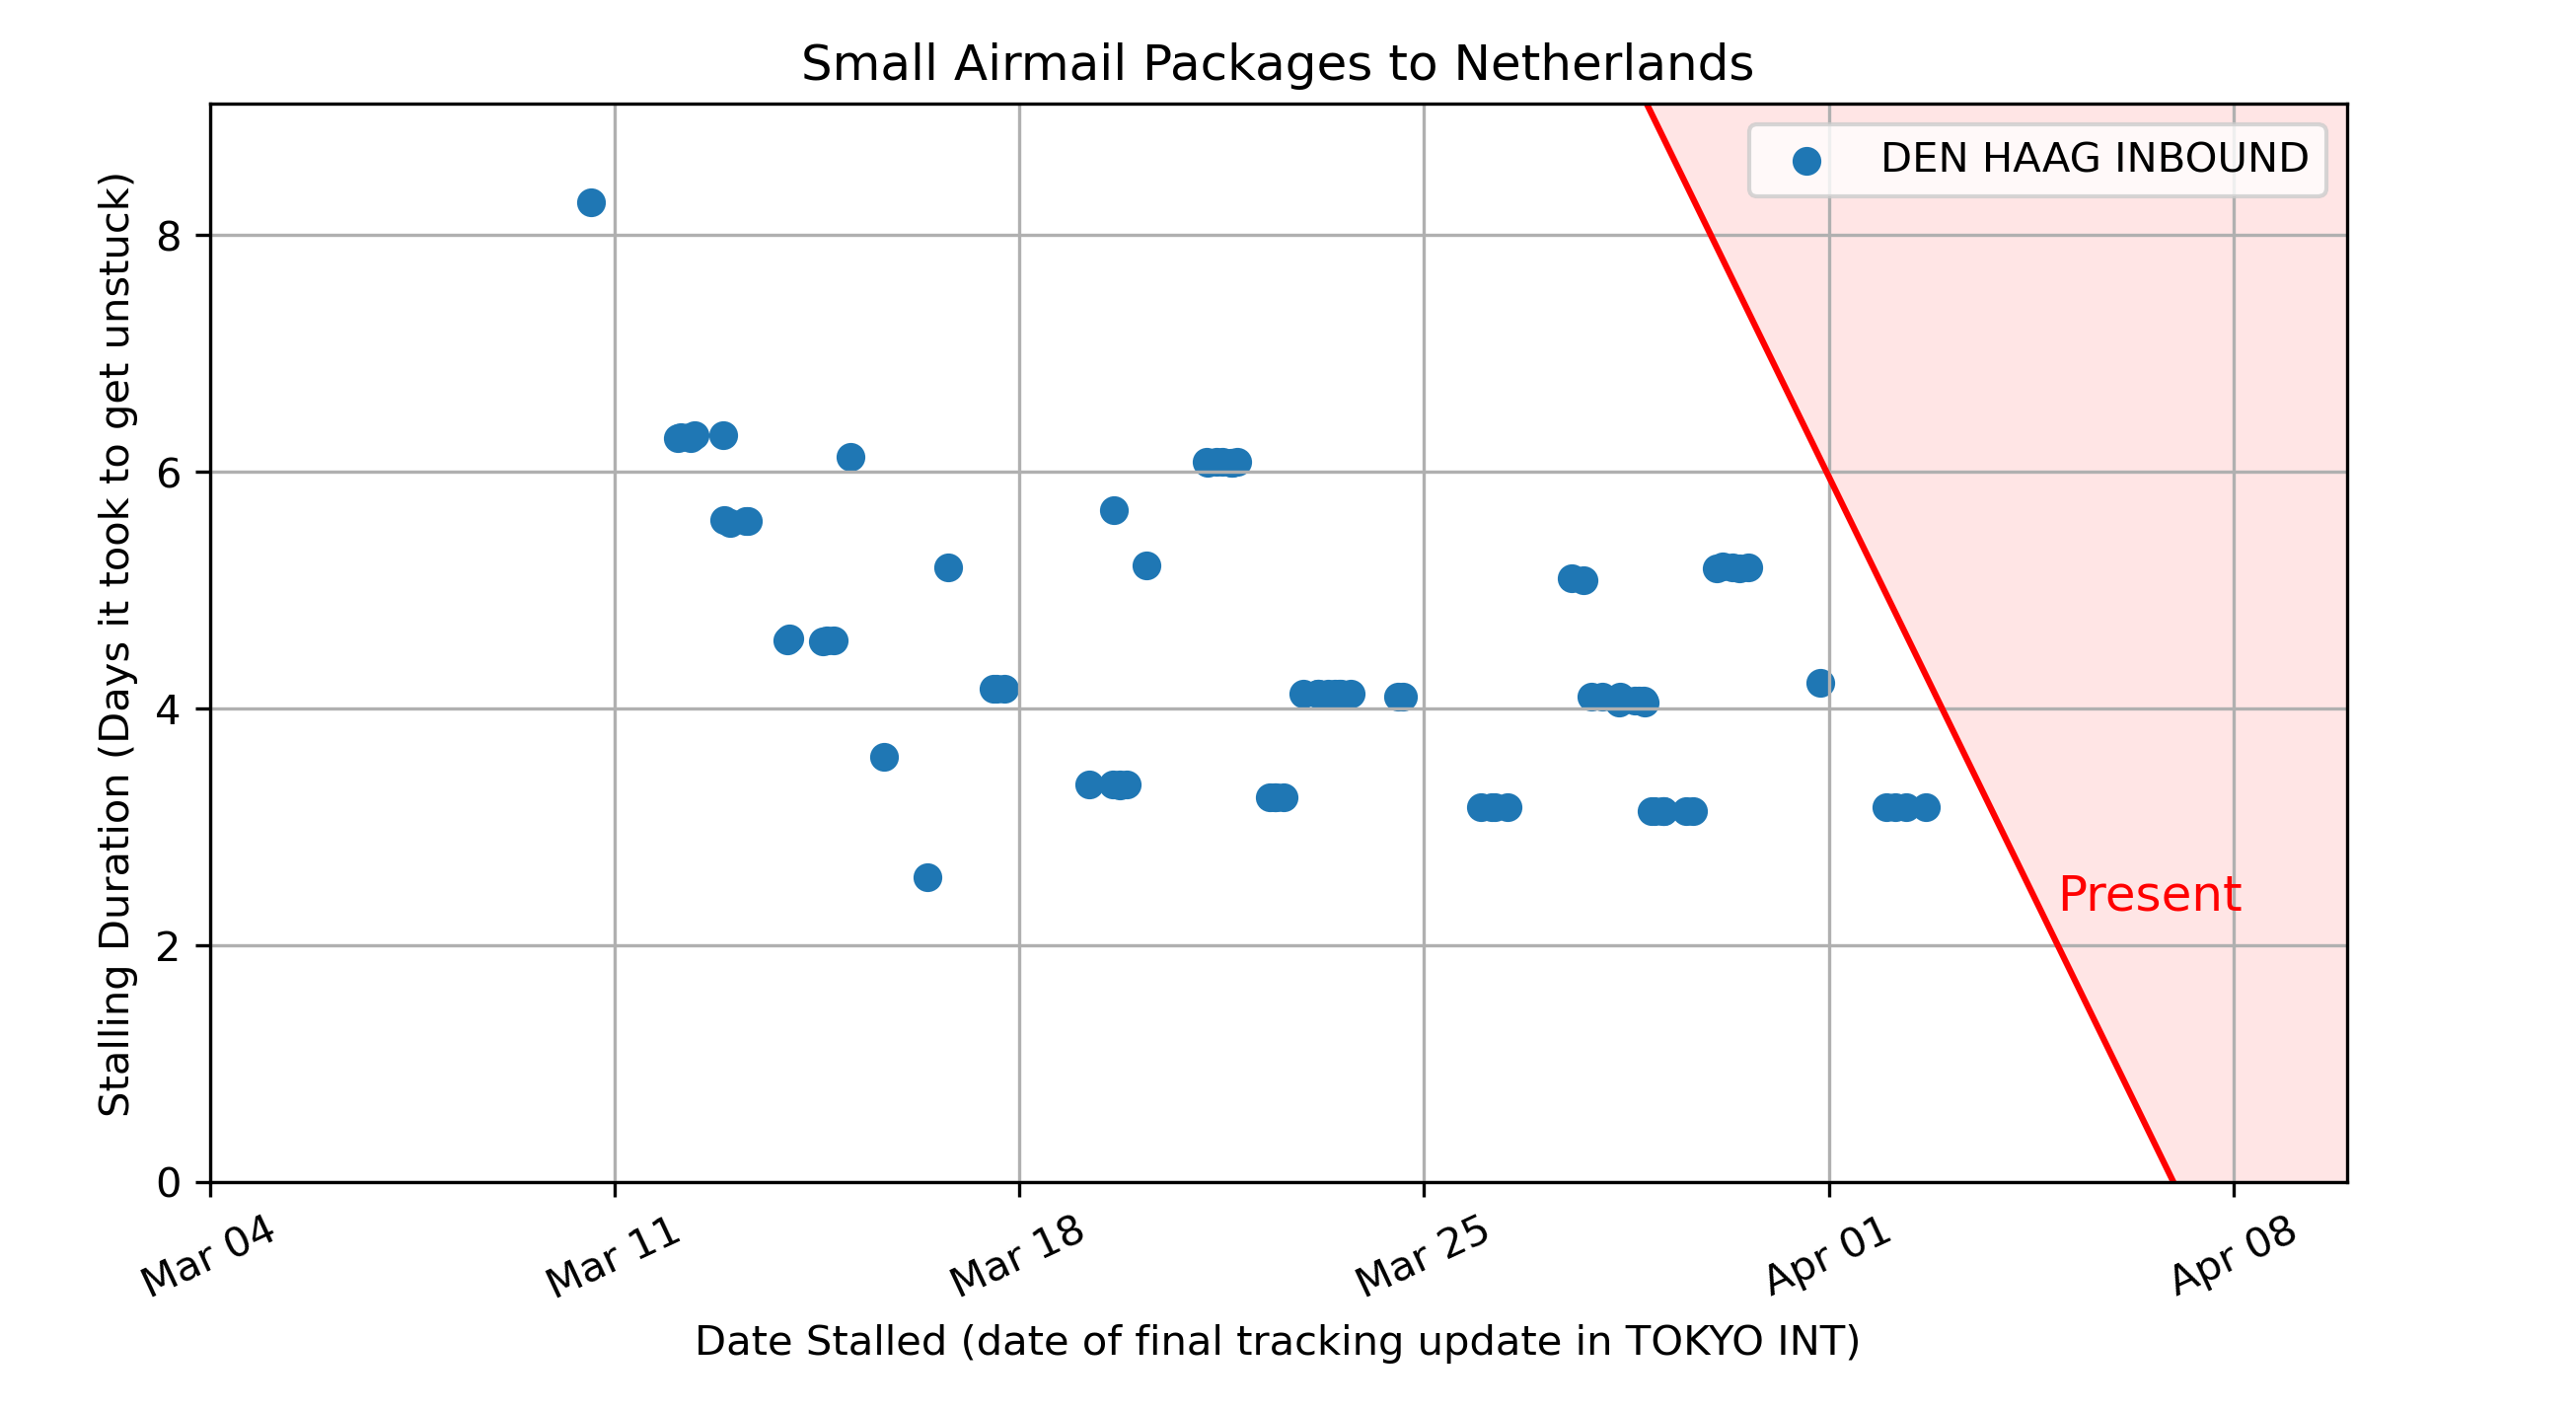 Small Airmail Packages to Netherlands
DEN HAAG INBOUND
Stalling Duration (Days it took to get unstuck)
8
6
4
2
0
Present
Mar 04
Mar 11
Mar 18
Mar 25
Apr 01
Apr 08
Date Stalled (date of final tracking update in TOKYO INT)